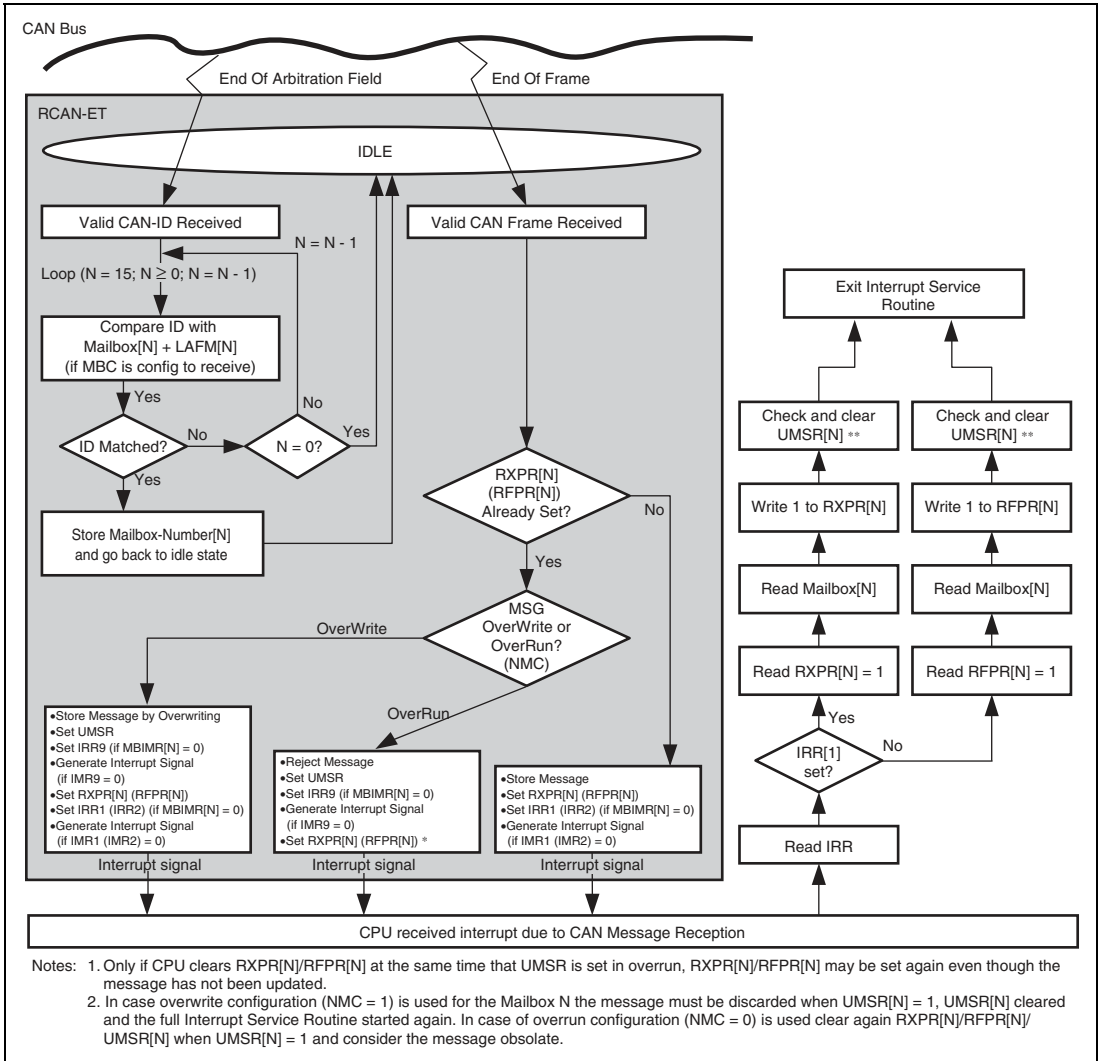 CAN Bus
End Of Arbitration Field
End Of Frame
RCAN-ET
IDLE
Valid CAN-ID Received
Valid CAN Frame Received
N = N - 1
Loop (N = 15; N ≥ 0; N = N - 1)
Compare ID with
Mailbox[N] + LAFM[N]
(if MBC is config to receive)
Yes
No
ID Matched?
No
N = 0?
Yes
Yes
Store Mailbox-Number[N]
and go back to idle state
RXPR[N]
(RFPR[N])
Already Set?
No
Yes
MSG
OverWrite or
OverRun?
(NMC)
OverWrite
OverRun
•Store Message by Overwriting
•Set UMSR
•Set IRR9 (if MBIMR[N] = 0)
•Generate Interrupt Signal
(if IMR9 = 0)
•Set RXPR[N] (RFPR[N])
•Set IRR1 (IRR2) (if MBIMR[N] = 0)
•Generate Interrupt Signal
(if IMR1 (IMR2) = 0)
Interrupt signal
•Reject Message
•Set UMSR
•Set IRR9 (if MBIMR[N] = 0)
•Generate Interrupt Signal
(if IMR9 = 0)
•Set RXPR[N] (RFPR[N]) *
Interrupt signal
•Store Message
•Set RXPR[N] (RFPR[N])
•Set IRR1 (IRR2) (if MBIMR[N] = 0)
•Generate Interrupt Signal
(if IMR1 (IMR2) = 0)
Interrupt signal
Exit Interrupt Service
Routine
Check and clear
UMSR[N] **
Check and clear
UMSR[N] **
Write 1 to RXPR[N]
Write 1 to RFPR[N]
Read Mailbox[N]
Read Mailbox[N]
Read RXPR[N] = 1
Read RFPR[N] = 1
Yes
IRR[1]
set?
No
Read IRR
CPU received interrupt due to CAN Message Reception
Notes: 1. Only if CPU clears RXPR[N]/RFPR[N] at the same time that UMSR is set in overrun, RXPR[N]/RFPR[N] may be set again even though the
message has not been updated.
2. In case overwrite configuration (NMC = 1) is used for the Mailbox N the message must be discarded when UMSR[N] = 1, UMSR[N] cleared
and the full Interrupt Service Routine started again. In case of overrun configuration (NMC = 0) is used clear again RXPR[N]/RFPR[N]/
UMSR[N] when UMSR[N] = 1 and consider the message obsolate.